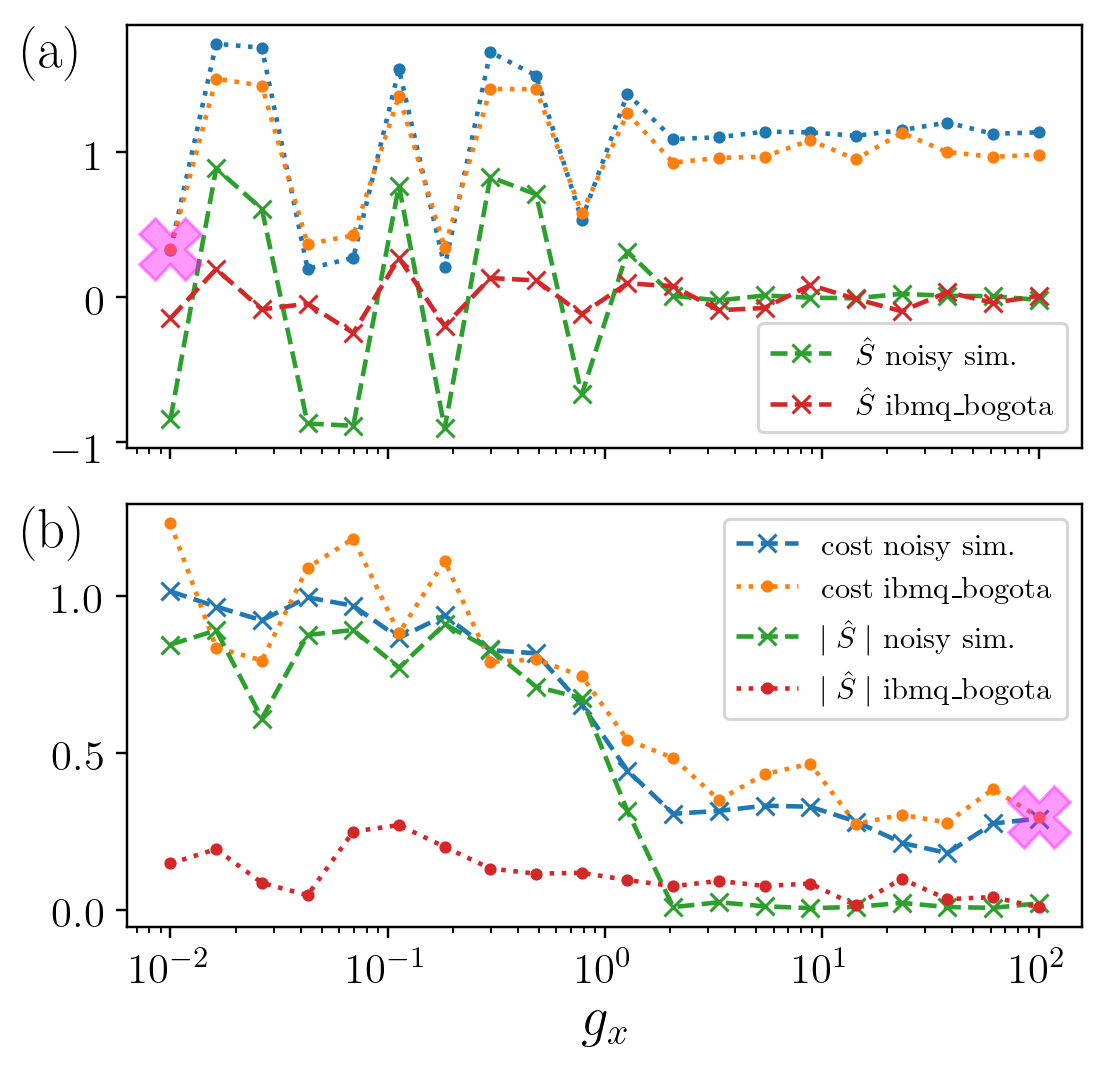 (a)
1
0
−1
Ŝ noisy sim.
Ŝ ibmq_bogota
(b)
1.0
0.5
0.0
cost noisy sim.
cost ibmq_bogota
| Ŝ | noisy sim.
| Ŝ | ibmq_bogota
10⁻² 10⁻¹ 10⁰ 10¹ 10²
gₓ